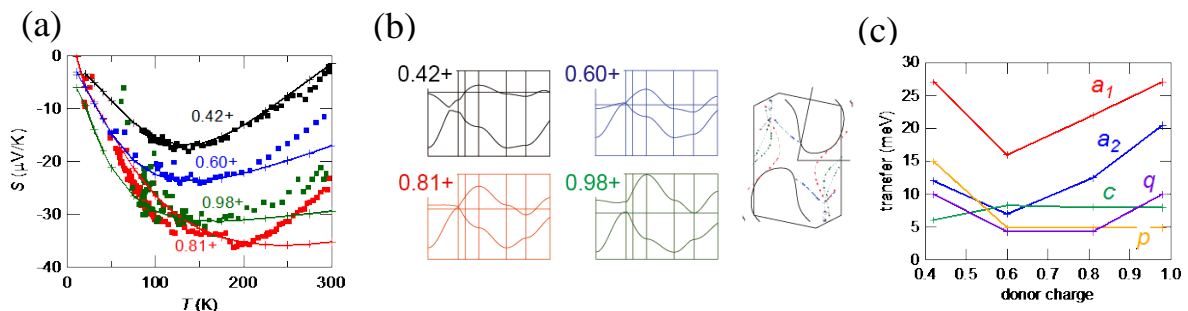 (a)
0
-10
-20
-30
-40
S (μV/K)
0.42+
0.60+
0.98+
0.81+
0
100
200
300
T (K)
(b)
0.42+
0.60+
0.81+
0.98+
(c)
30
25
20
15
10
5
0
transfer (meV)
a1
a2
q
c
p
0.4
0.5
0.6
0.7
0.8
0.9
1.0
donor charge